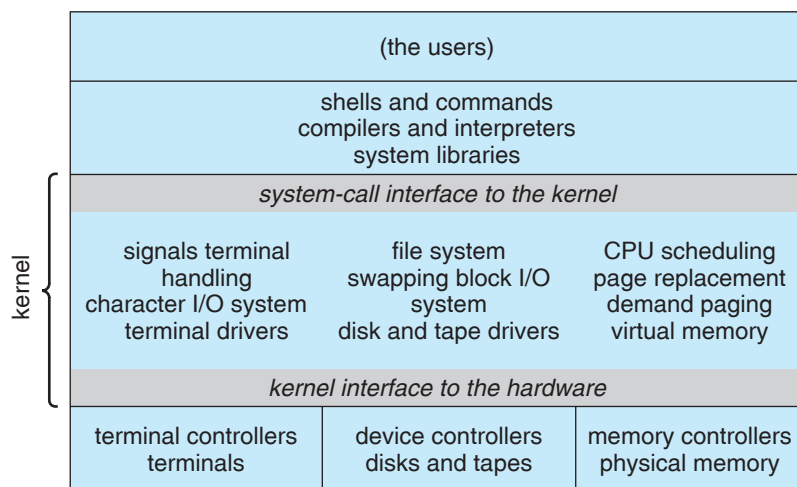 (the users)
shells and commands
compilers and interpreters
system libraries
kernel
system-call interface to the kernel
signals terminal
handling
character I/O system
terminal drivers
file system
swapping block I/O
system
disk and tape drivers
CPU scheduling
page replacement
demand paging
virtual memory
kernel interface to the hardware
terminal controllers
terminals
device controllers
disks and tapes
memory controllers
physical memory